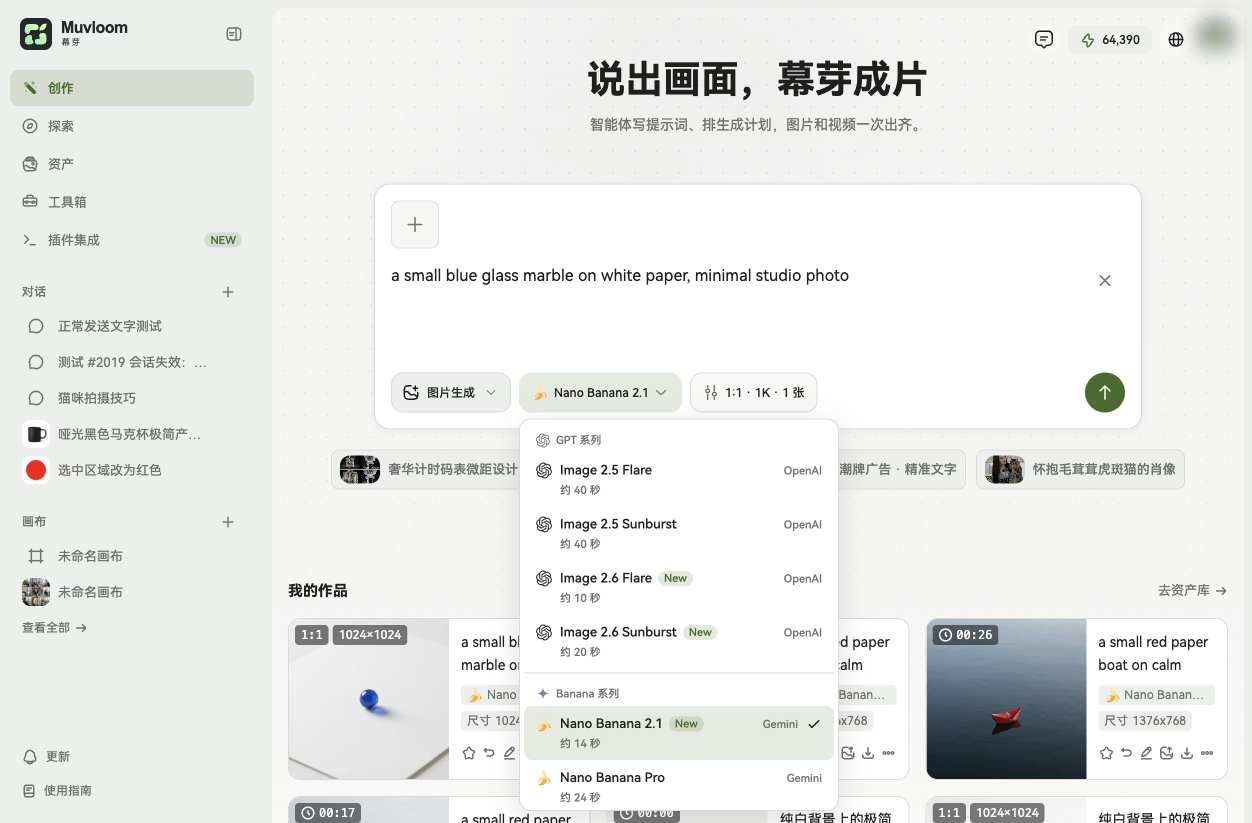 Muvloom
幕芽
64,390
创作
探索
资产
工具箱
插件集成
NEW
对话
正常发送文字测试
测试 #2019 会话失效：…
猫咪拍摄技巧
哑光黑色马克杯极简产…
选中区域改为红色
画布
未命名画布
未命名画布
查看全部
更新
使用指南
说出画面，幕芽成片
智能体写提示词、排生成计划，图片和视频一次出齐。
a small blue glass marble on white paper, minimal studio photo
图片生成
Nano Banana 2.1
1:1 · 1K · 1 张
奢华计时码表微距设计
潮牌广告 · 精准文字
怀抱毛茸茸虎斑猫的肖像
GPT 系列
Image 2.5 Flare
OpenAI
约 40 秒
Image 2.5 Sunburst
OpenAI
约 40 秒
Image 2.6 Flare
New
OpenAI
约 10 秒
Image 2.6 Sunburst
New
OpenAI
约 20 秒
Banana 系列
Nano Banana 2.1
New
Gemini
约 14 秒
Nano Banana Pro
Gemini
约 24 秒
我的作品
去资产库
1:1
1024×1024
a small bl
marble o
Nano
尺寸 1024
d paper
calm
Banan…
x768
00:26
a small red paper
boat on calm
Nano Banan…
尺寸 1376x768
00:17
a small red paper
00:00
纯白背景上的极简
1:1
1024×1024
纯白背景上的极简